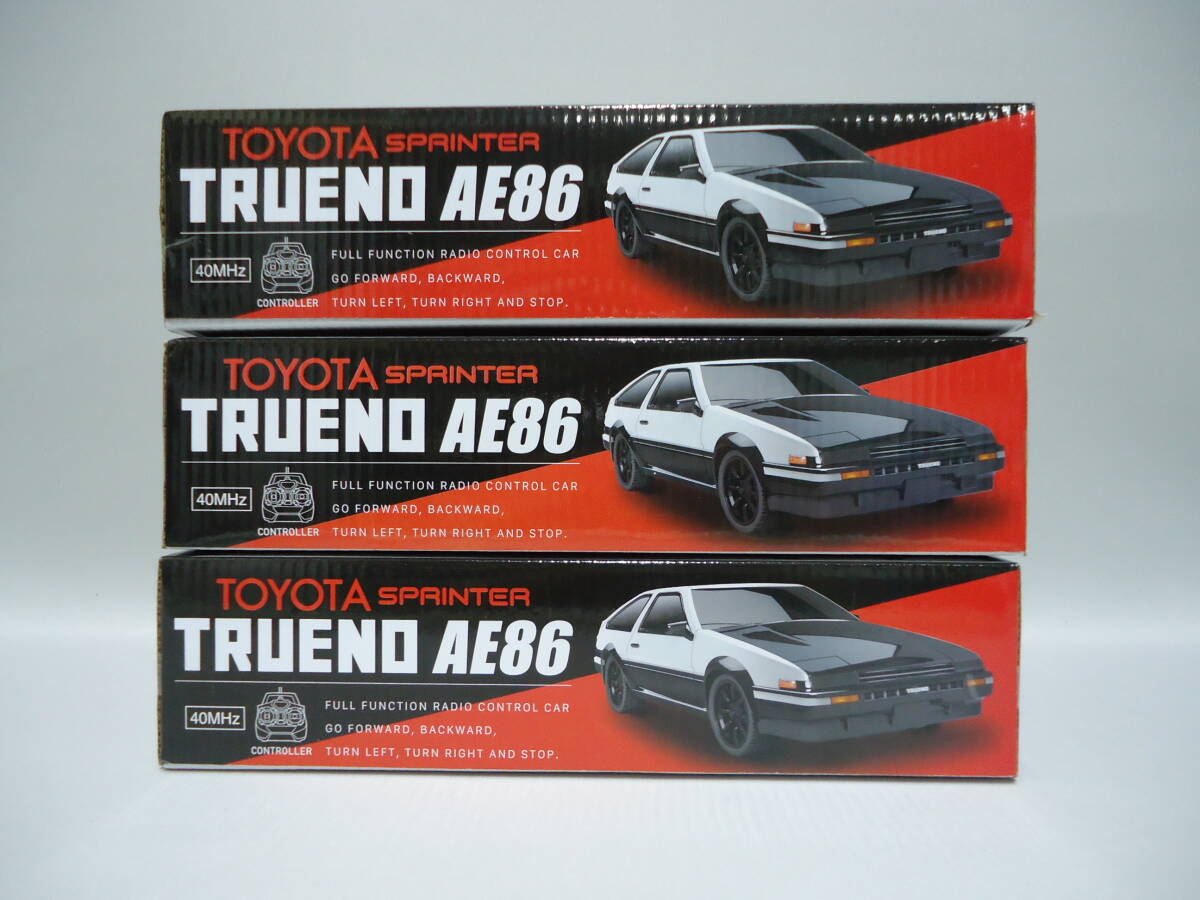 TOYOTA SPRINTER
TRUENO AE86
40MHz
CONTROLLER
FULL FUNCTION RADIO CONTROL CAR
GO FORWARD, BACKWARD,
TURN LEFT, TURN RIGHT AND STOP.
TRUENO
TOYOTA SPRINTER
TRUENO AE86
40MHz
CONTROLLER
FULL FUNCTION RADIO CONTROL CAR
GO FORWARD, BACKWARD,
TURN LEFT, TURN RIGHT AND STOP.
TRUENO
TOYOTA SPRINTER
TRUENO AE86
40MHz
CONTROLLER
FULL FUNCTION RADIO CONTROL CAR
GO FORWARD, BACKWARD,
TURN LEFT, TURN RIGHT AND STOP.
TRUENO